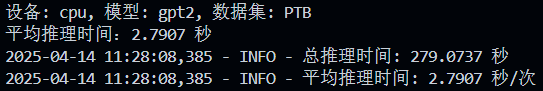 设备: cpu, 模型: gpt2, 数据集: PTB
平均推理时间：2.7907 秒
2025-04-14 11:28:08,385 - INFO - 总推理时间: 279.0737 秒
2025-04-14 11:28:08,385 - INFO - 平均推理时间: 2.7907 秒/次